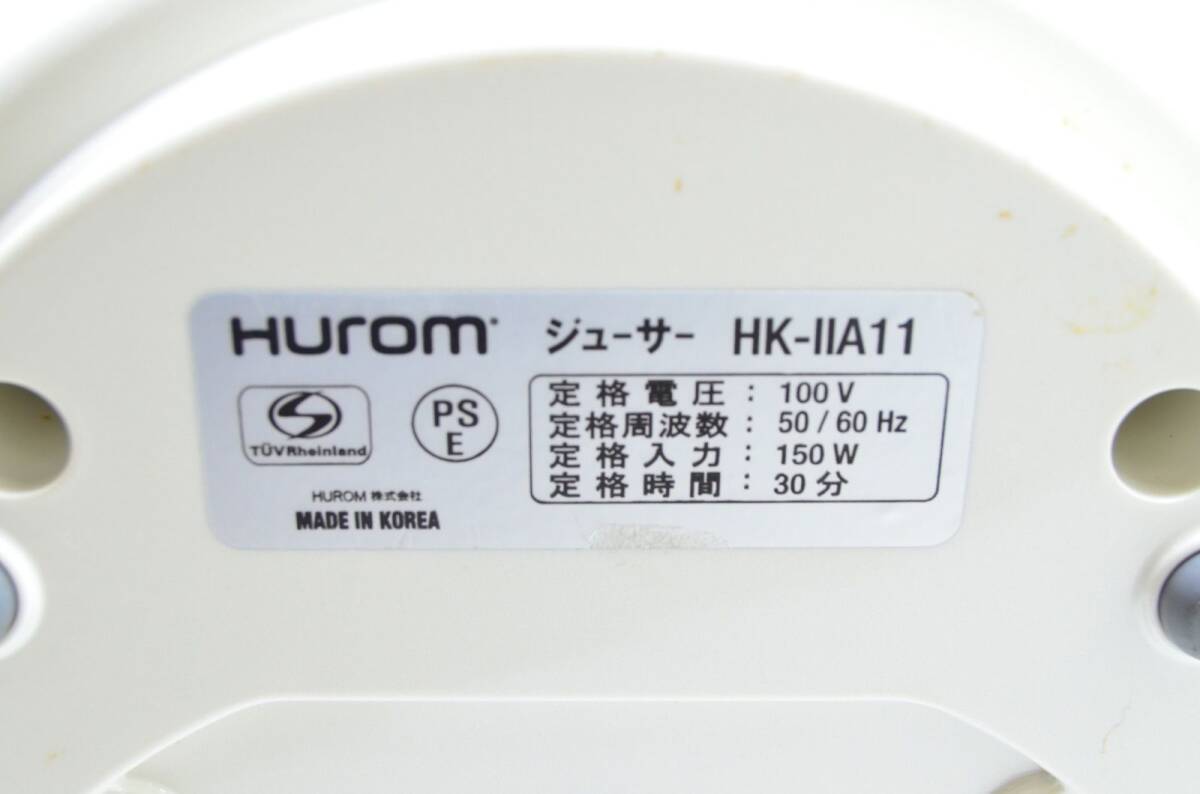 HUROM ジューサー HK-IIA11
TÜVRheinland
PS
E
HUROM 株式会社
MADE IN KOREA
定格電圧 : 100 V
定格周波数 : 50 / 60 Hz
定格入力 : 150 W
定格時間 : 30 分